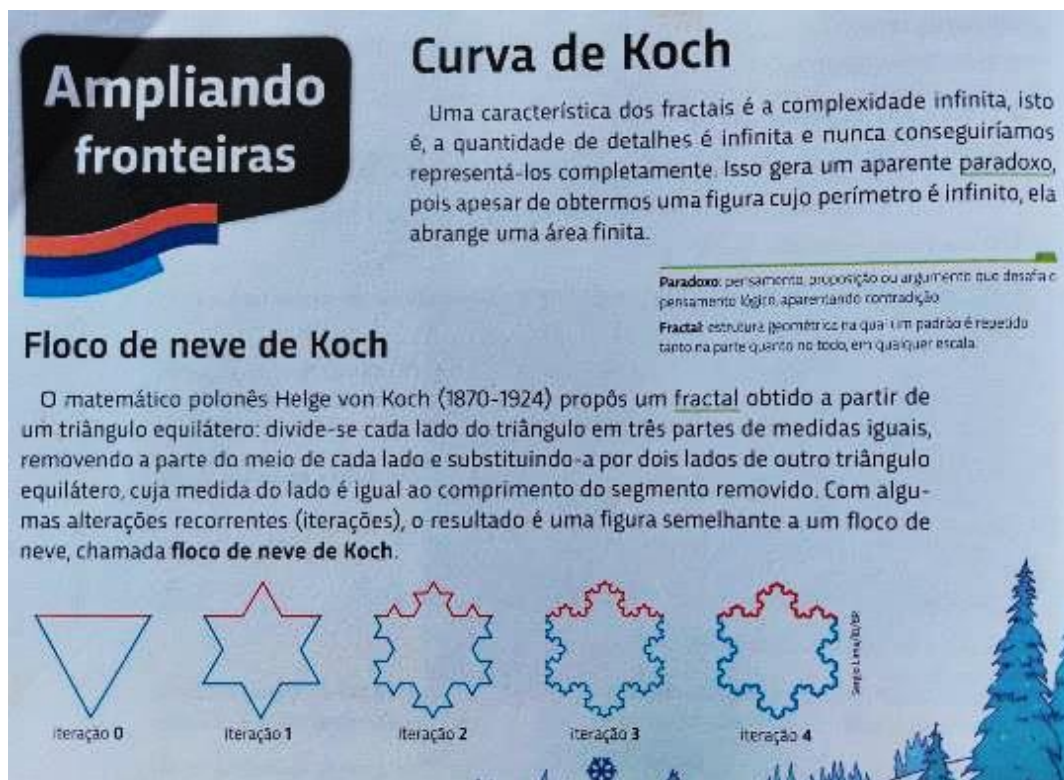 Ampliando
fronteiras
Curva de Koch
Uma característica dos fractais é a complexidade infinita, isto
é, a quantidade de detalhes é infinita e nunca conseguiríamos
representá-los completamente. Isso gera um aparente paradoxo,
pois apesar de obtermos uma figura cujo perímetro é infinito, ela
abrange uma área finita.
Paradoxo: pensamento, proposição ou argumento que desafia o
pensamento lógico, aparentando contradição.
Fractal: estrutura geométrica na qual um padrão é repetido
tanto na parte quanto no todo, em qualquer escala.
Floco de neve de Koch
O matemático polonês Helge von Koch (1870-1924) propôs um fractal obtido a partir de
um triângulo equilátero: divide-se cada lado do triângulo em três partes de medidas iguais,
removendo a parte do meio de cada lado e substituindo-a por dois lados de outro triângulo
equilátero, cuja medida do lado é igual ao comprimento do segmento removido. Com algu-
mas alterações recorrentes (iterações), o resultado é uma figura semelhante a um floco de
neve, chamada floco de neve de Koch.
iteração 0
iteração 1
iteração 2
iteração 3
iteração 4